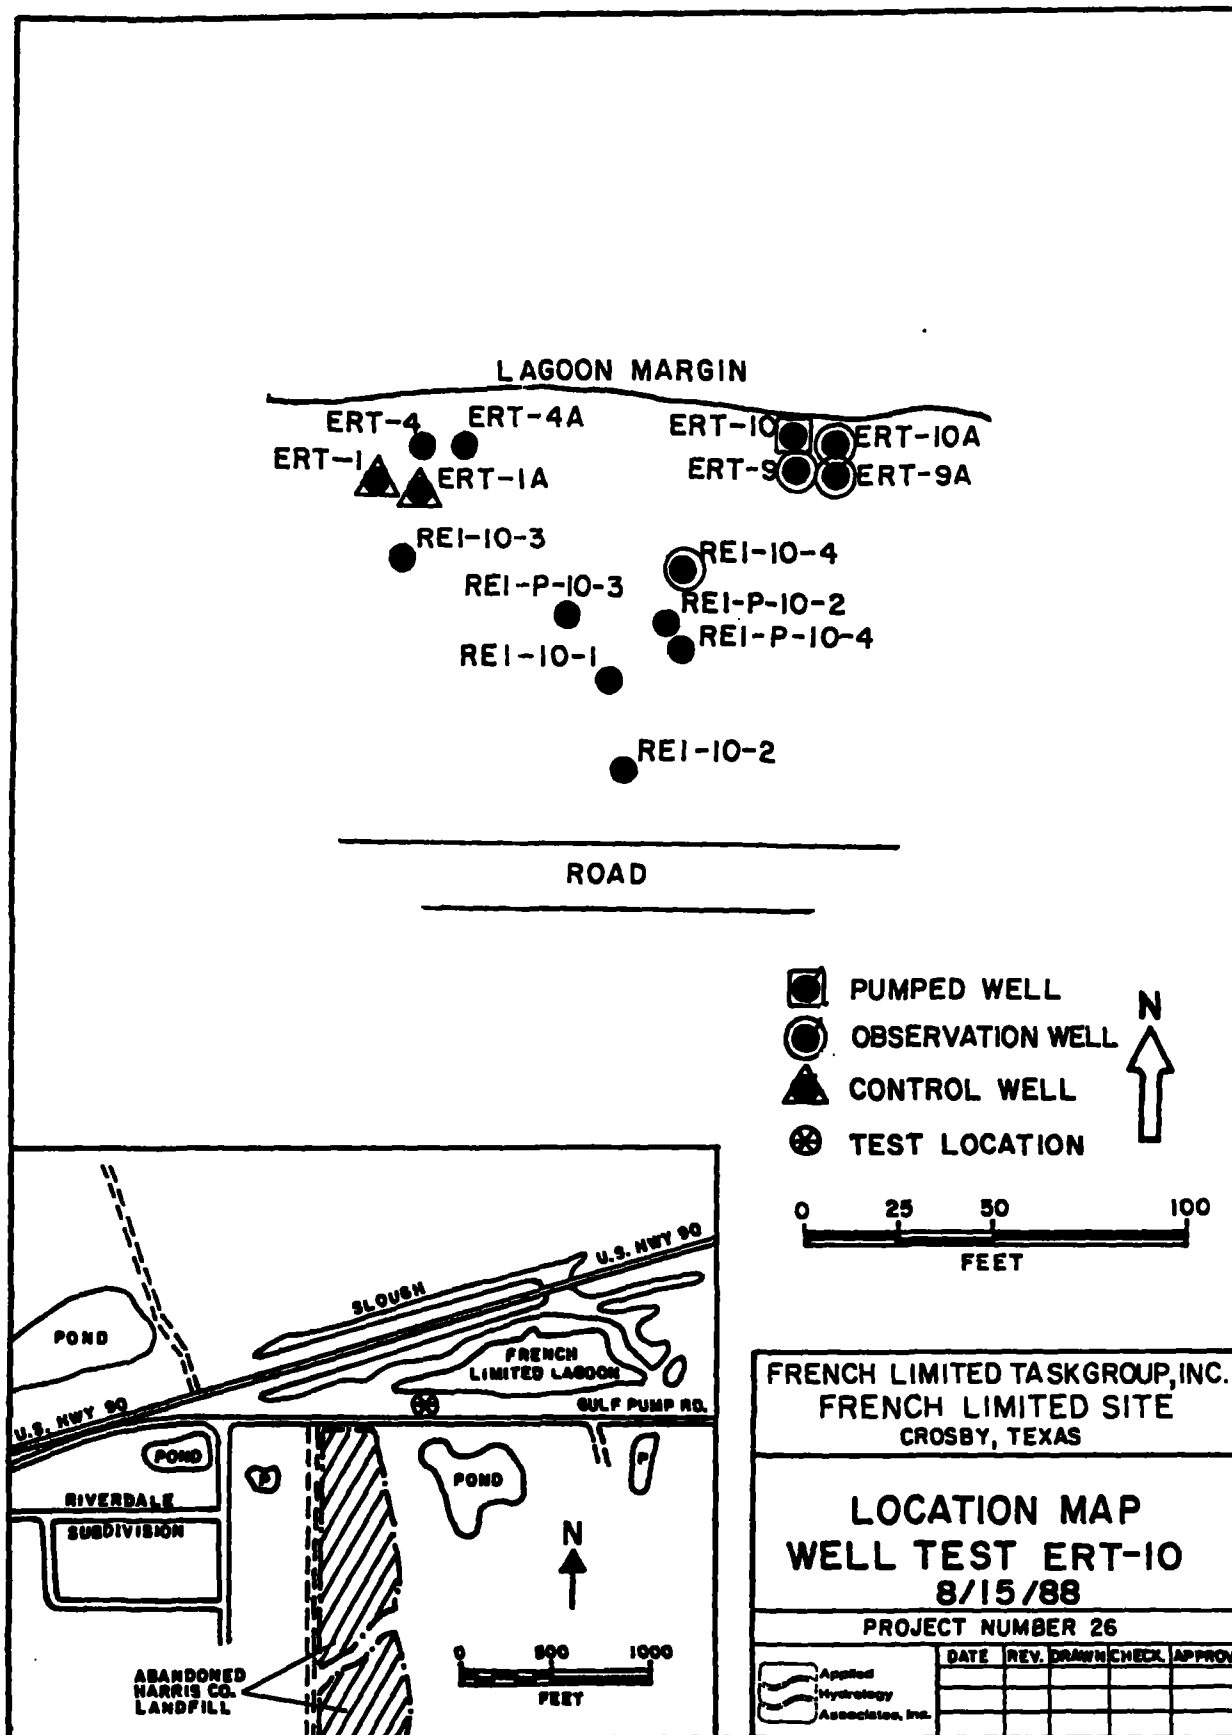 LAGOON MARGIN
ERT-4
ERT-4A
ERT-10
ERT-10A
ERT-1
ERT-1A
ERT-9
ERT-9A
REI-10-3
REI-10-4
REI-P-10-3
REI-P-10-2
REI-P-10-4
REI-10-1
REI-10-2
ROAD
PUMPED WELL
OBSERVATION WELL
CONTROL WELL
TEST LOCATION
N
0 25 50 100
FEET
U.S. HWY 90
SLOUGH
POND
FRENCH
LIMITED LAGOON
U.S. HWY 90
GULF PUMP RD.
POND
P
POND
P
RIVERDALE
SUBDIVISION
N
0 500 1000
FEET
ABANDONED
HARRIS CO.
LANDFILL
FRENCH LIMITED TASKGROUP, INC.
FRENCH LIMITED SITE
CROSBY, TEXAS
LOCATION MAP
WELL TEST ERT-10
8/15/88
PROJECT NUMBER 26
DATE REV. DRAWN CHECK. APPROV
Applied
Hydrology
Associates, Inc.